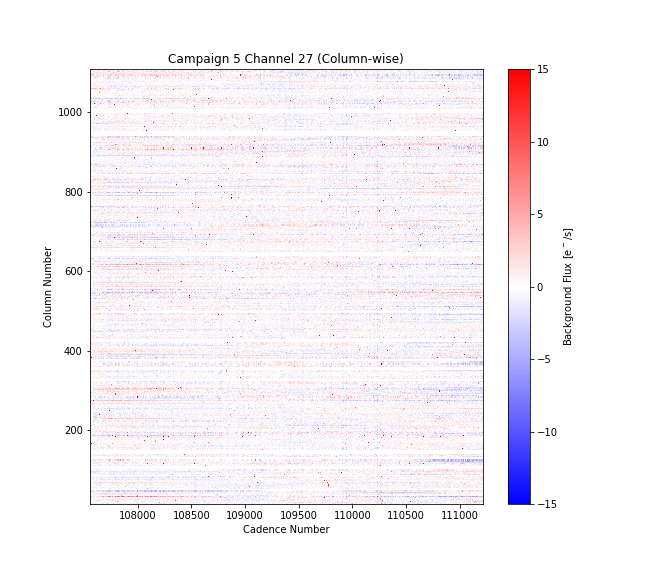 Campaign 5 Channel 27 (Column-wise)
Column Number
1000
800
600
400
200
108000 108500 109000 109500 110000 110500 111000
Cadence Number
15
10
5
0
−5
−10
−15
Background Flux [e⁻/s]